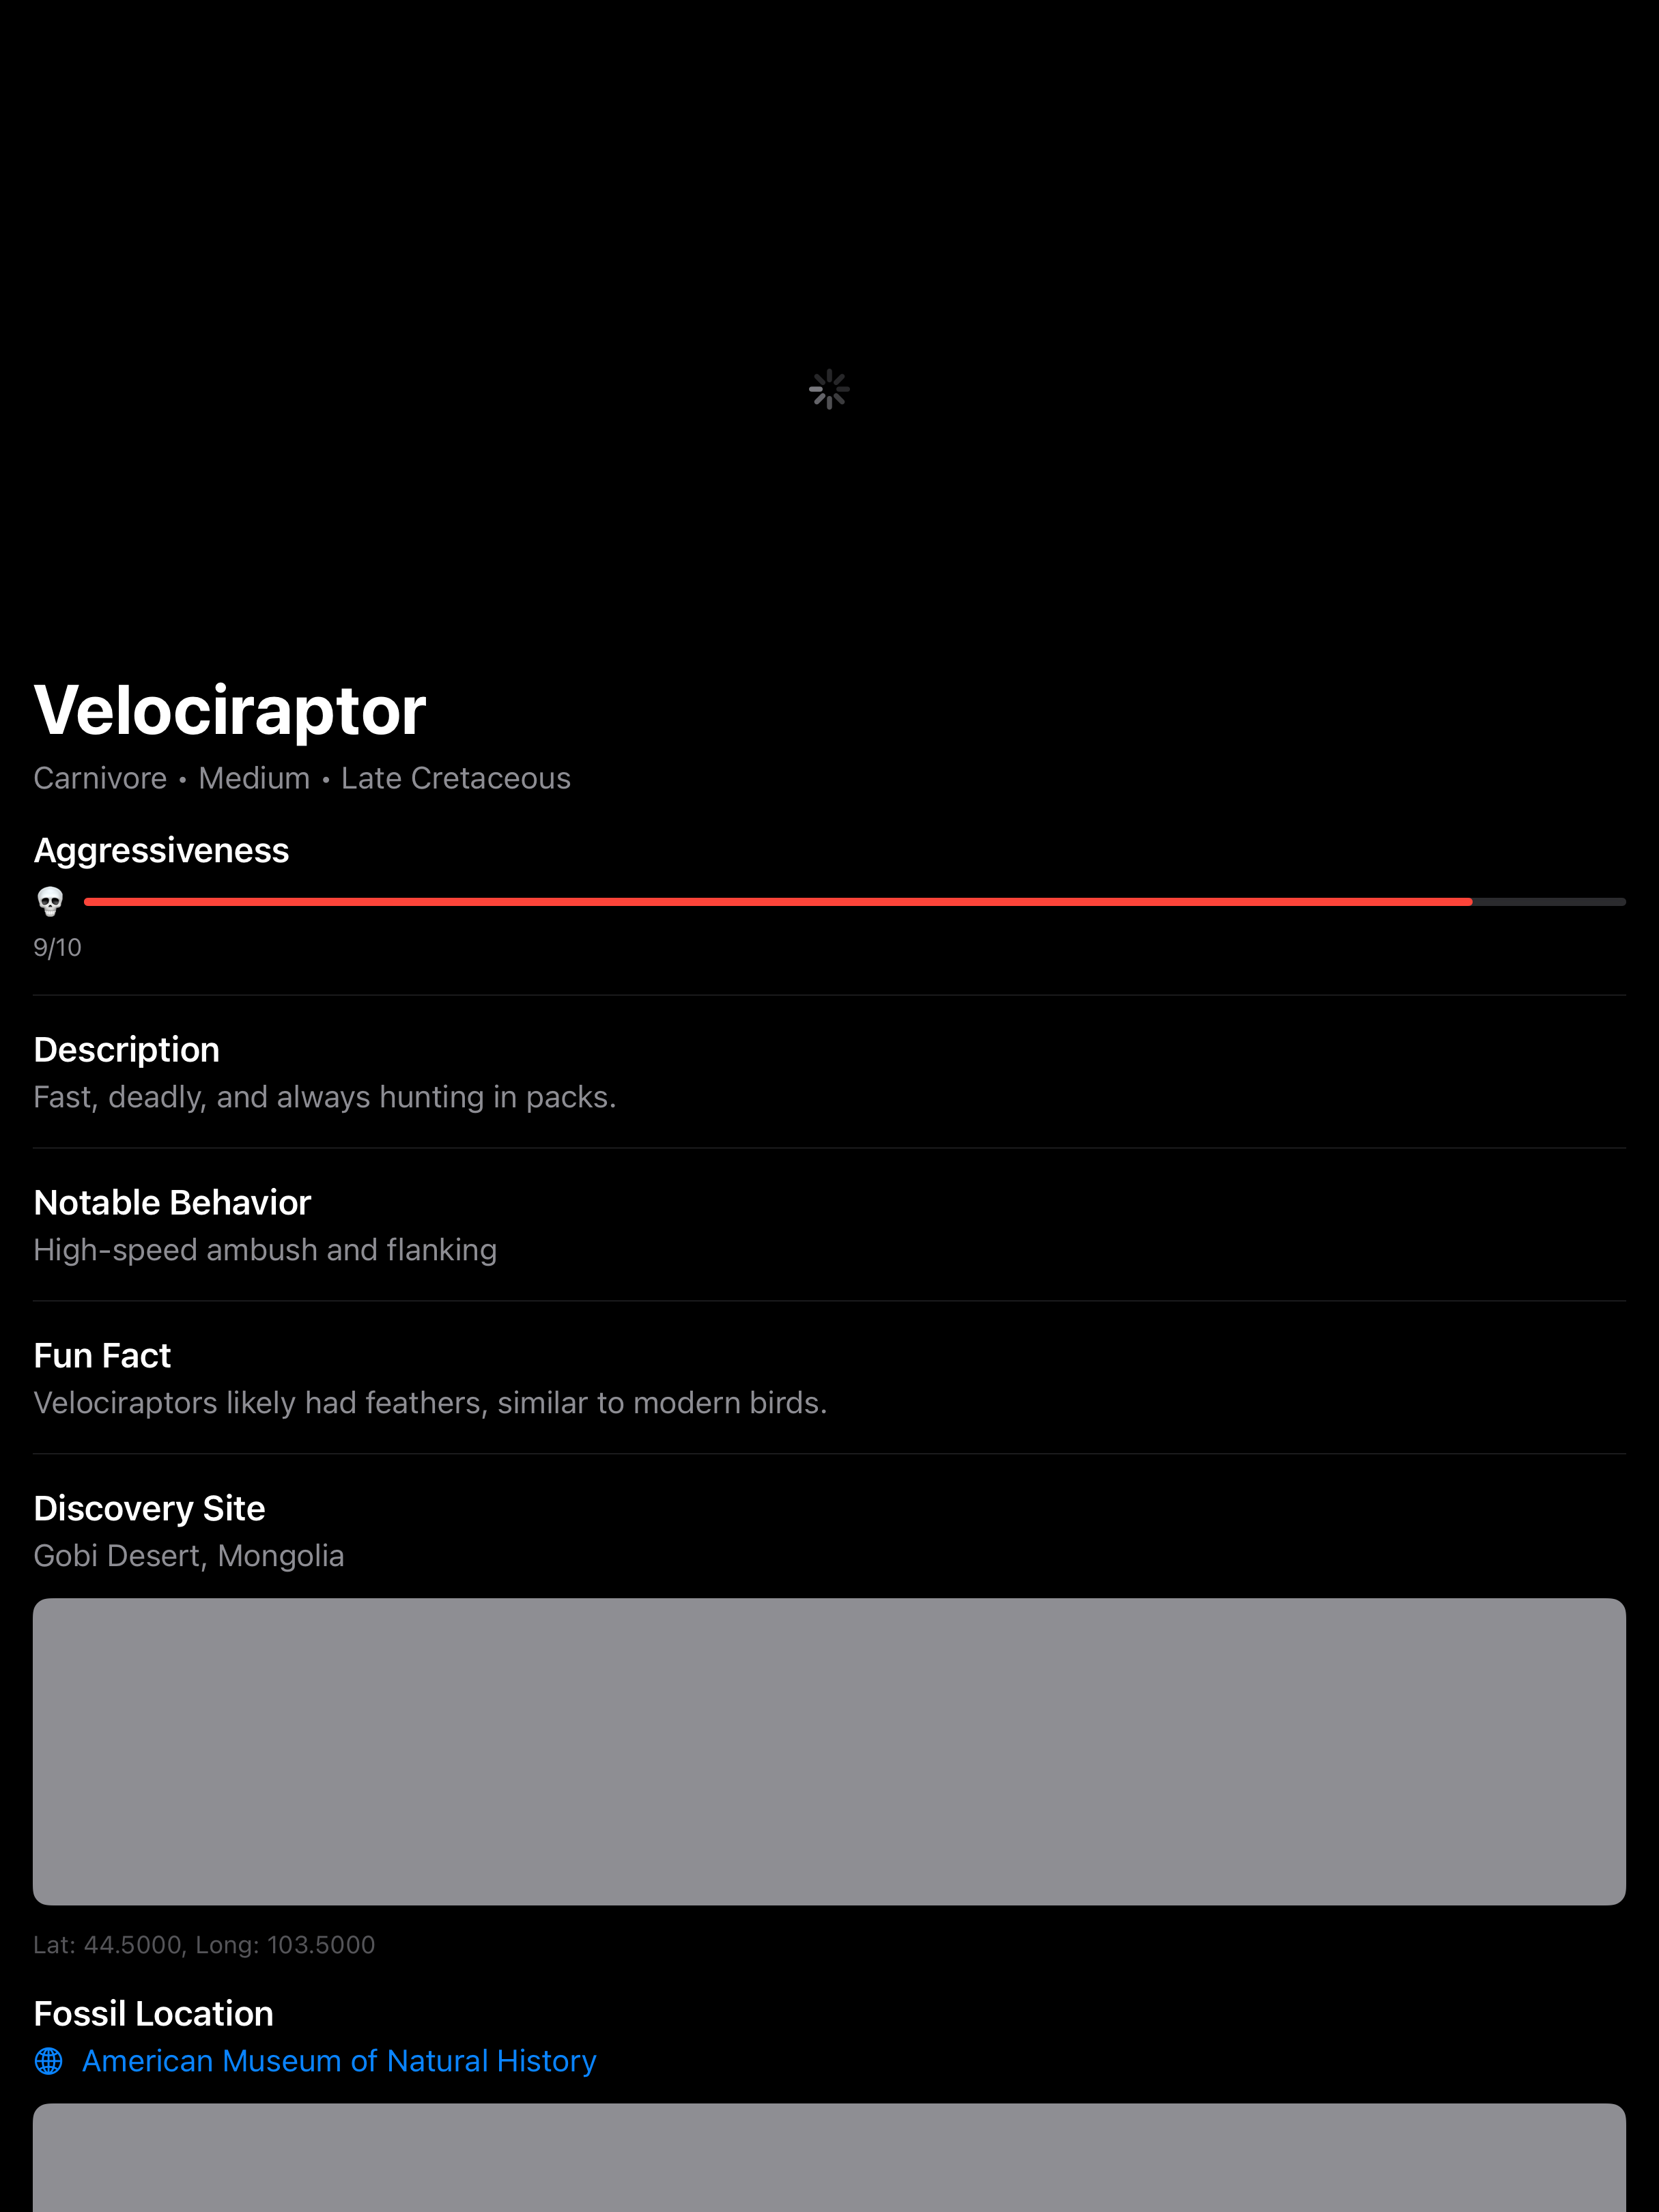 Velociraptor
Carnivore • Medium • Late Cretaceous
Aggressiveness
9/10
Description
Fast, deadly, and always hunting in packs.
Notable Behavior
High-speed ambush and flanking
Fun Fact
Velociraptors likely had feathers, similar to modern birds.
Discovery Site
Gobi Desert, Mongolia
Lat: 44.5000, Long: 103.5000
Fossil Location
American Museum of Natural History